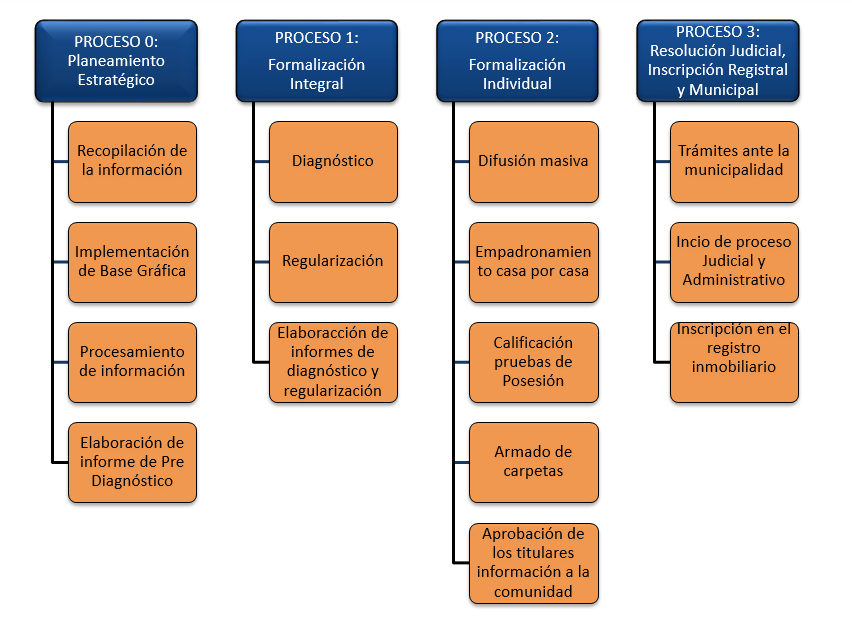 PROCESO 0:
Planeamiento
Estratégico
Recopilación de
la información
Implementación
de Base Gráfica
Procesamiento
de información
Elaboración de
informe de Pre
Diagnóstico
PROCESO 1:
Formalización
Integral
Diagnóstico
Regularización
Elaboracción de
informes de
diagnóstico y
regularización
PROCESO 2:
Formalización
Individual
Difusión masiva
Empadronamien
to casa por casa
Calificación
pruebas de
Posesión
Armado de
carpetas
Aprobación de
los titulares
información a la
comunidad
PROCESO 3:
Resolución Judicial,
Inscripción Registral
y Municipal
Trámites ante la
municipalidad
Incio de proceso
Judicial y
Administrativo
Inscripción en el
registro
inmobiliario